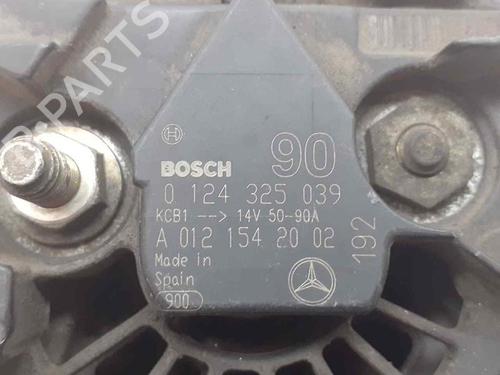 BOSCH
90
0 124 325 039
KCB1 --> 14V 50-90A
A 012 154 20 02
Made in
Spain
900
192